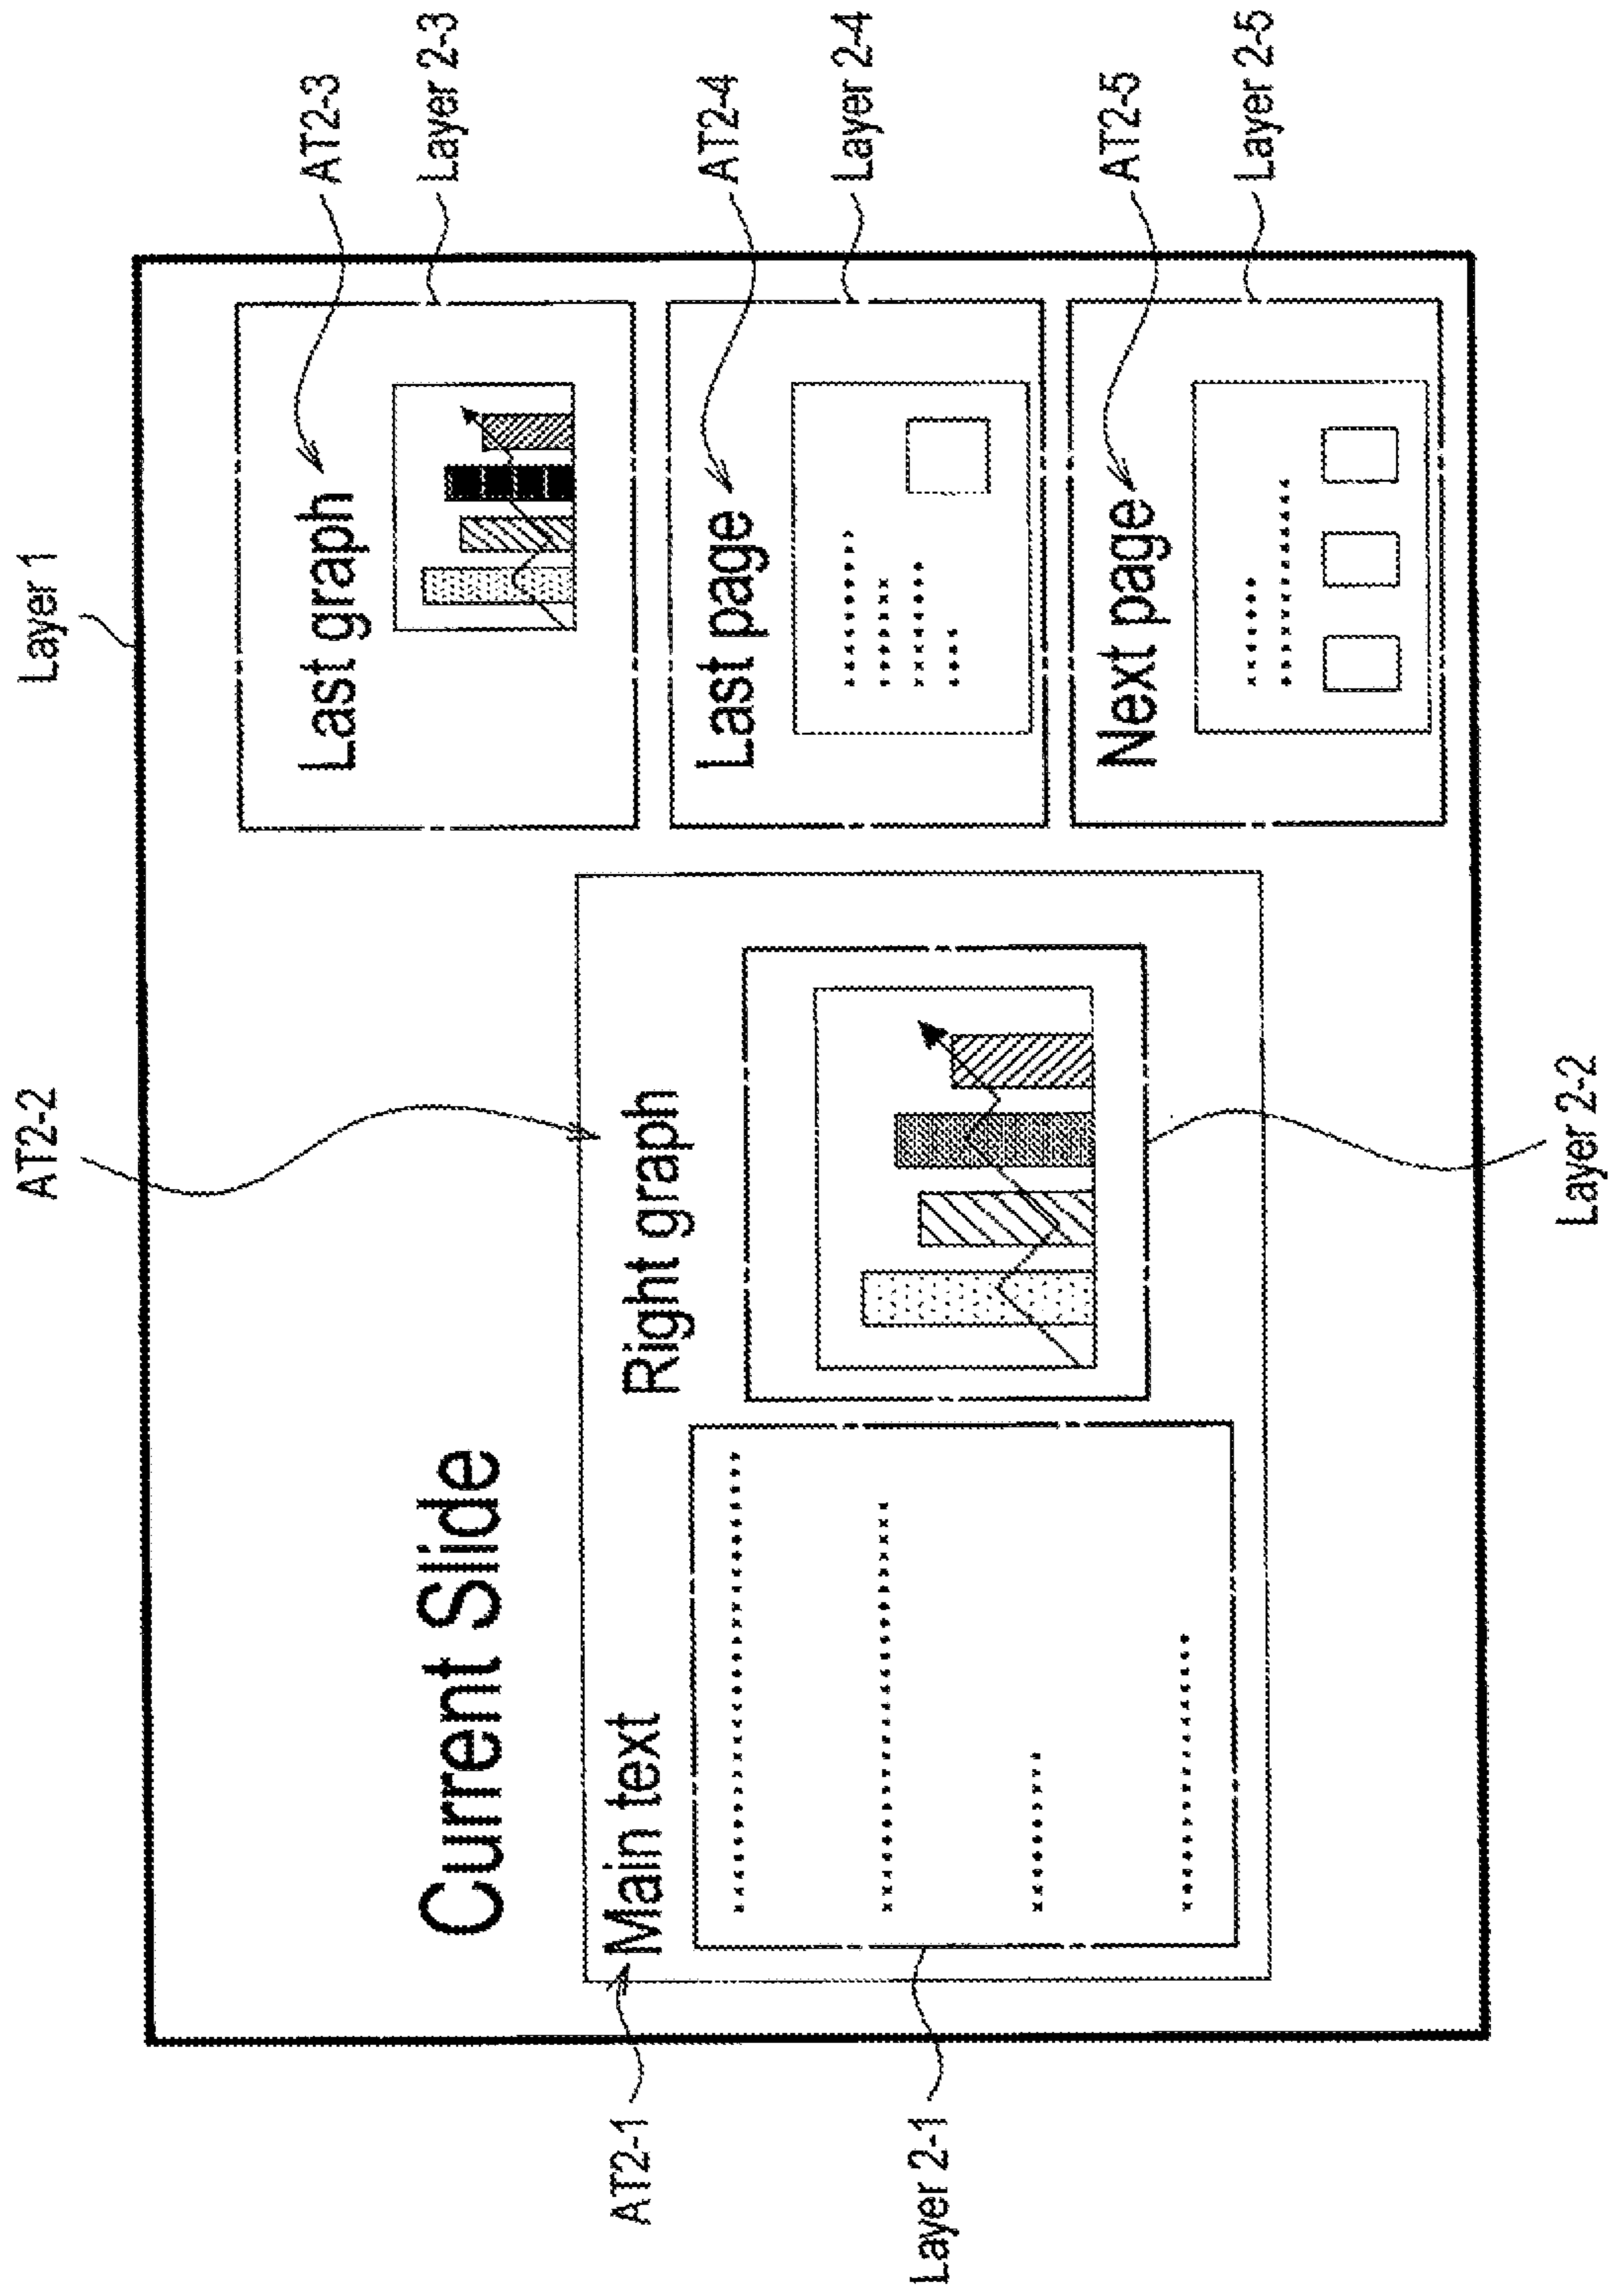 Layer 1
AT2-2
AT2-3
Layer 2-3
AT2-4
Layer 2-4
AT2-5
Layer 2-5
Current Slide
Main text
Right graph
Last graph
Last page
Next page
AT2-1
Layer 2-1
Layer 2-2